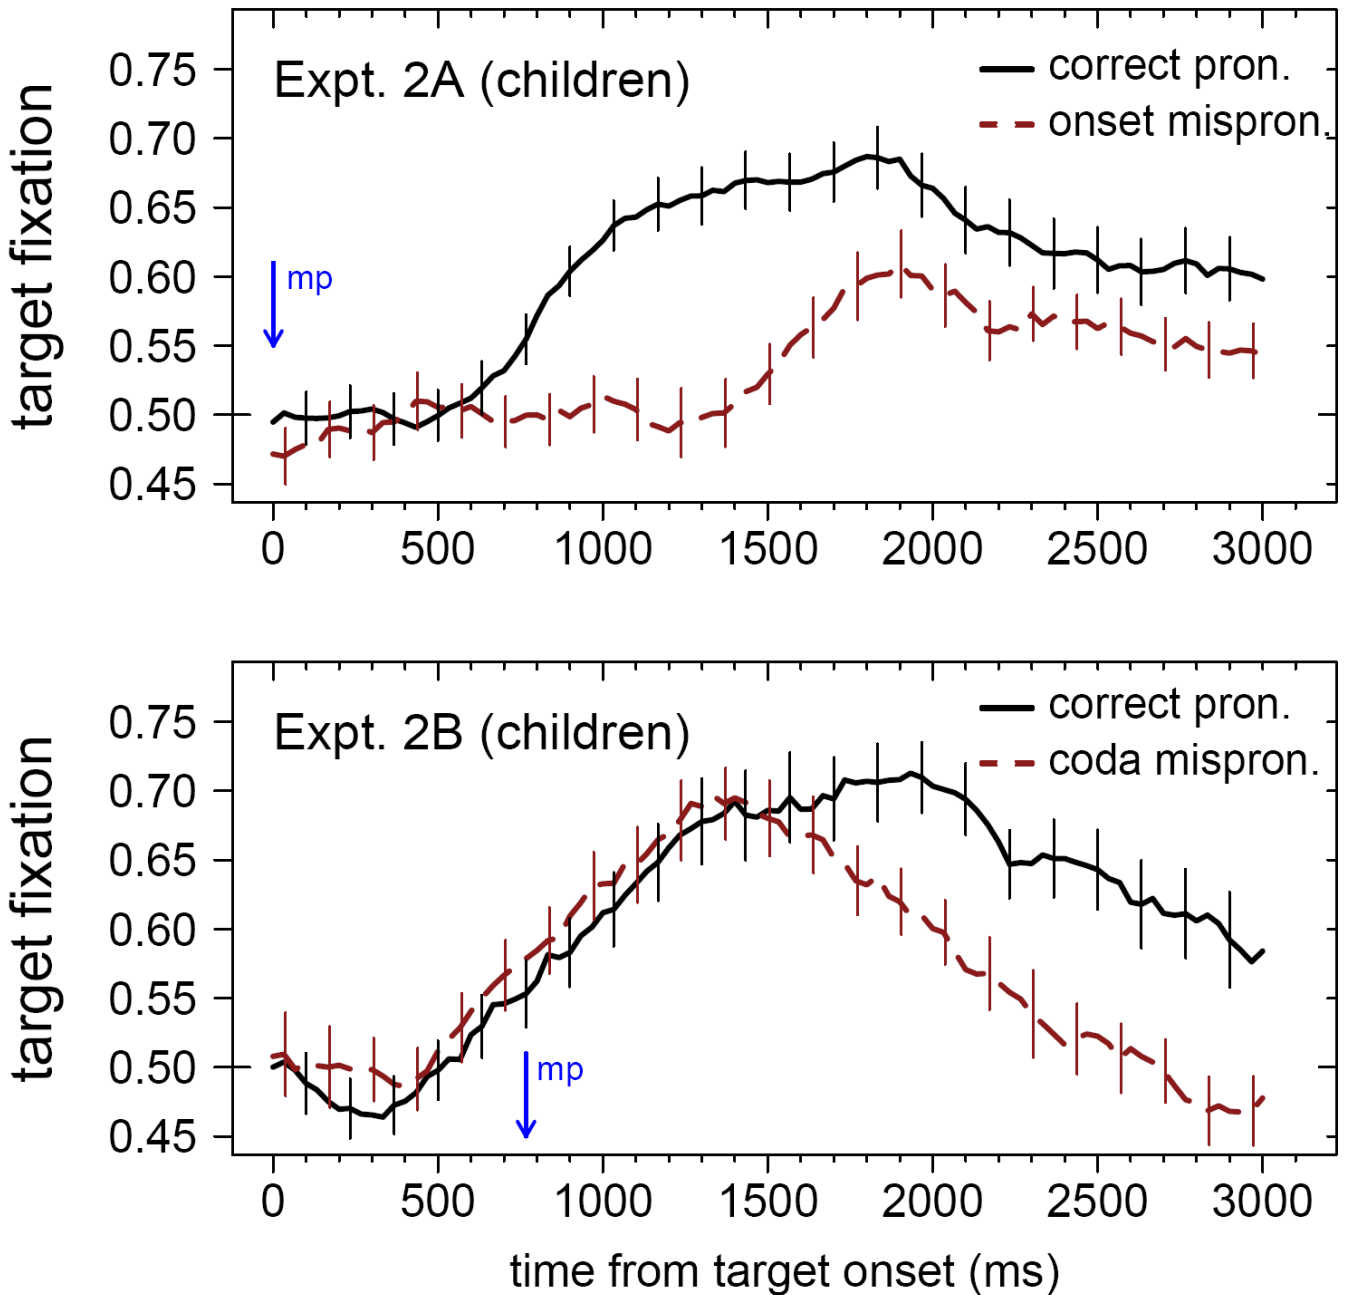 Expt. 2A (children)
correct pron.
onset mispron.
mp
target fixation
0.75
0.70
0.65
0.60
0.55
0.50
0.45
0 500 1000 1500 2000 2500 3000
Expt. 2B (children)
correct pron.
coda mispron.
mp
target fixation
0.75
0.70
0.65
0.60
0.55
0.50
0.45
0 500 1000 1500 2000 2500 3000
time from target onset (ms)